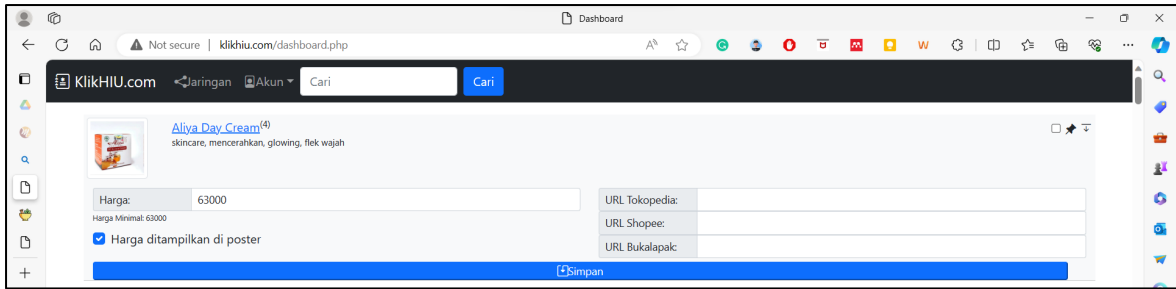 Dashboard
Not secure | klikhiu.com/dashboard.php
KlikHIU.com Jaringan Akun Cari Cari
Aliya Day Cream(4)
skincare, mencerahkan, glowing, flek wajah
Harga: 63000
Harga Minimal: 63000
Harga ditampilkan di poster
URL Tokopedia:
URL Shopee:
URL Bukalapak:
Simpan